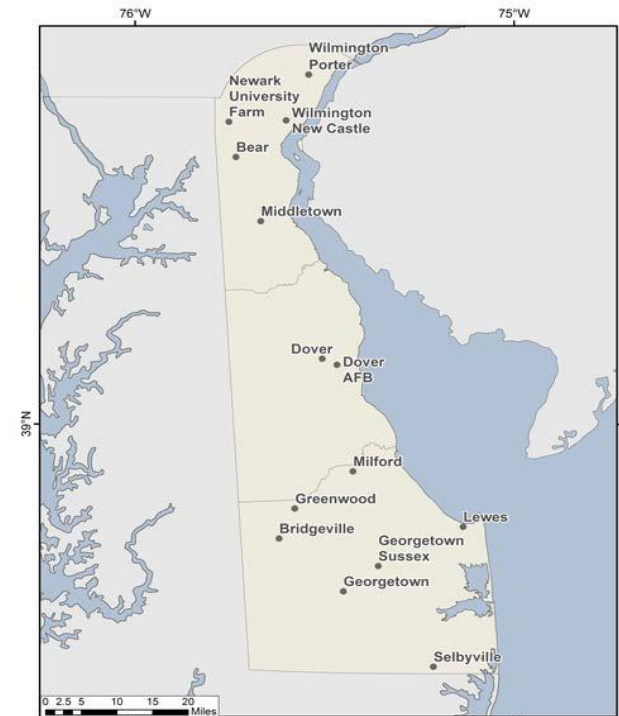 76°W
75°W
Wilmington
Porter
Newark
University
Farm
Wilmington
New Castle
Bear
Middletown
Dover
Dover
AFB
39°N
Milford
Greenwood
Lewes
Bridgeville
Georgetown
Sussex
Georgetown
Selbyville
0 2.5 5 10 15 20
Miles